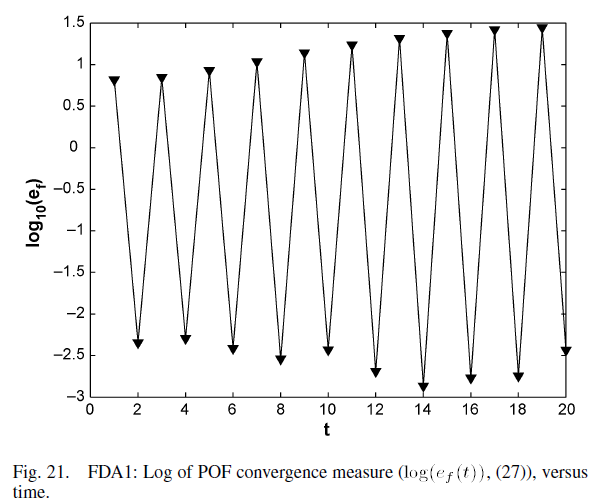 1.5
1
0.5
0
−0.5
−1
−1.5
−2
−2.5
−3
log10(ef)
0 2 4 6 8 10 12 14 16 18 20
t
Fig. 21. FDA1: Log of POF convergence measure (log(ef(t)), (27)), versus
time.